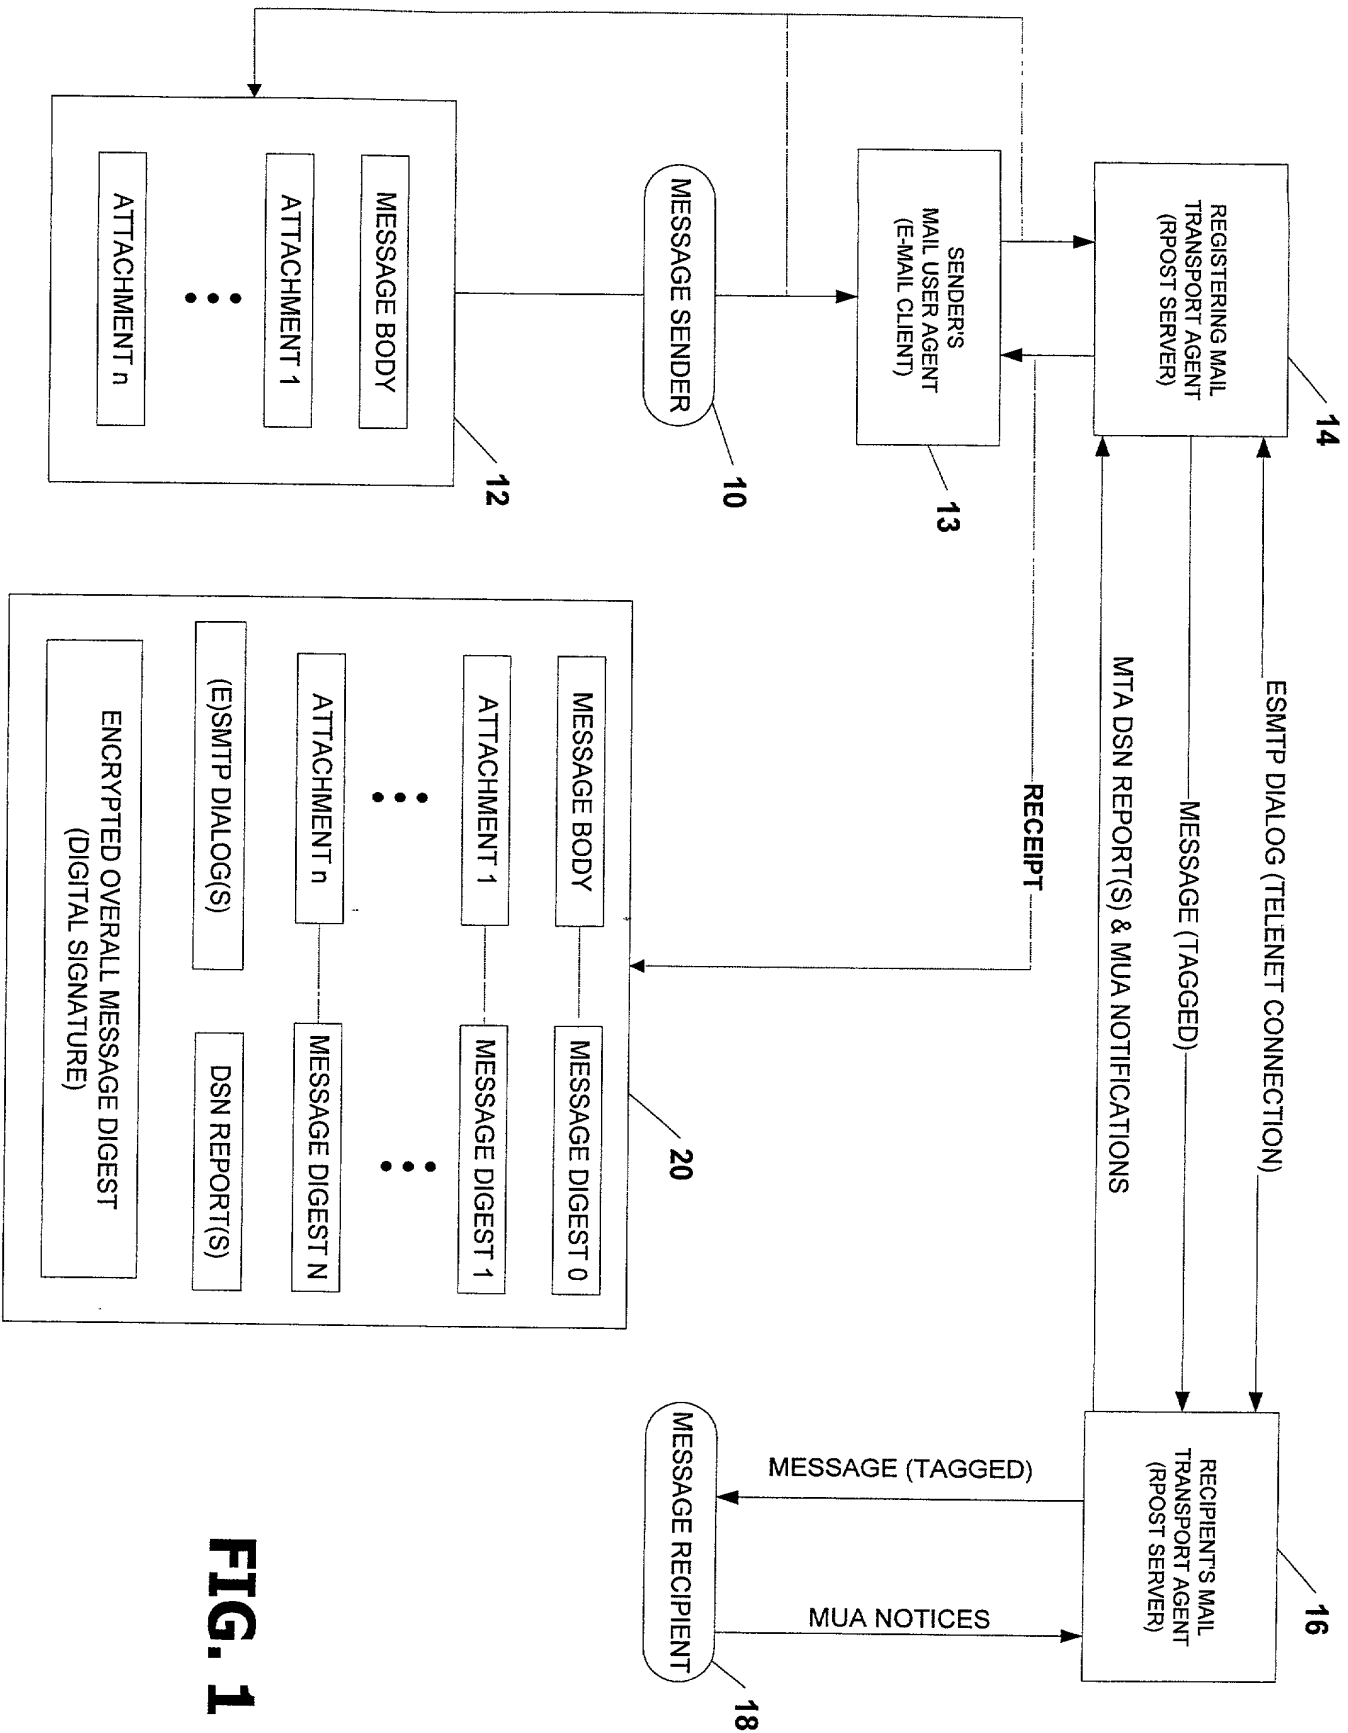 14
REGISTERING MAIL
TRANSPORT AGENT
(RPOST SERVER)
ESMTP DIALOG (TELENET CONNECTION)
MESSAGE (TAGGED)
MTA DSN REPORT(S) & MUA NOTIFICATIONS
16
RECIPIENT'S MAIL
TRANSPORT AGENT
(RPOST SERVER)
SENDER'S
MAIL USER AGENT
(E-MAIL CLIENT)
13
RECEIPT
MESSAGE (TAGGED)
MUA NOTICES
MESSAGE SENDER
10
MESSAGE RECIPIENT
18
12
MESSAGE BODY
ATTACHMENT 1
ATTACHMENT n
20
MESSAGE BODY
MESSAGE DIGEST 0
ATTACHMENT 1
MESSAGE DIGEST 1
ATTACHMENT n
MESSAGE DIGEST N
(E)SMTP DIALOG(S)
DSN REPORT(S)
ENCRYPTED OVERALL MESSAGE DIGEST
(DIGITAL SIGNATURE)
FIG. 1